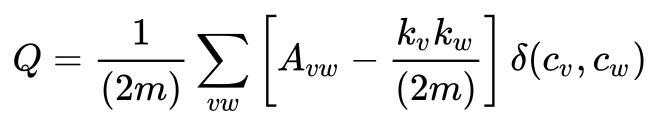 Q = \frac{1}{(2m)} \sum_{vw} \left[ A_{vw} - \frac{k_v k_w}{(2m)} \right] \delta(c_v, c_w)